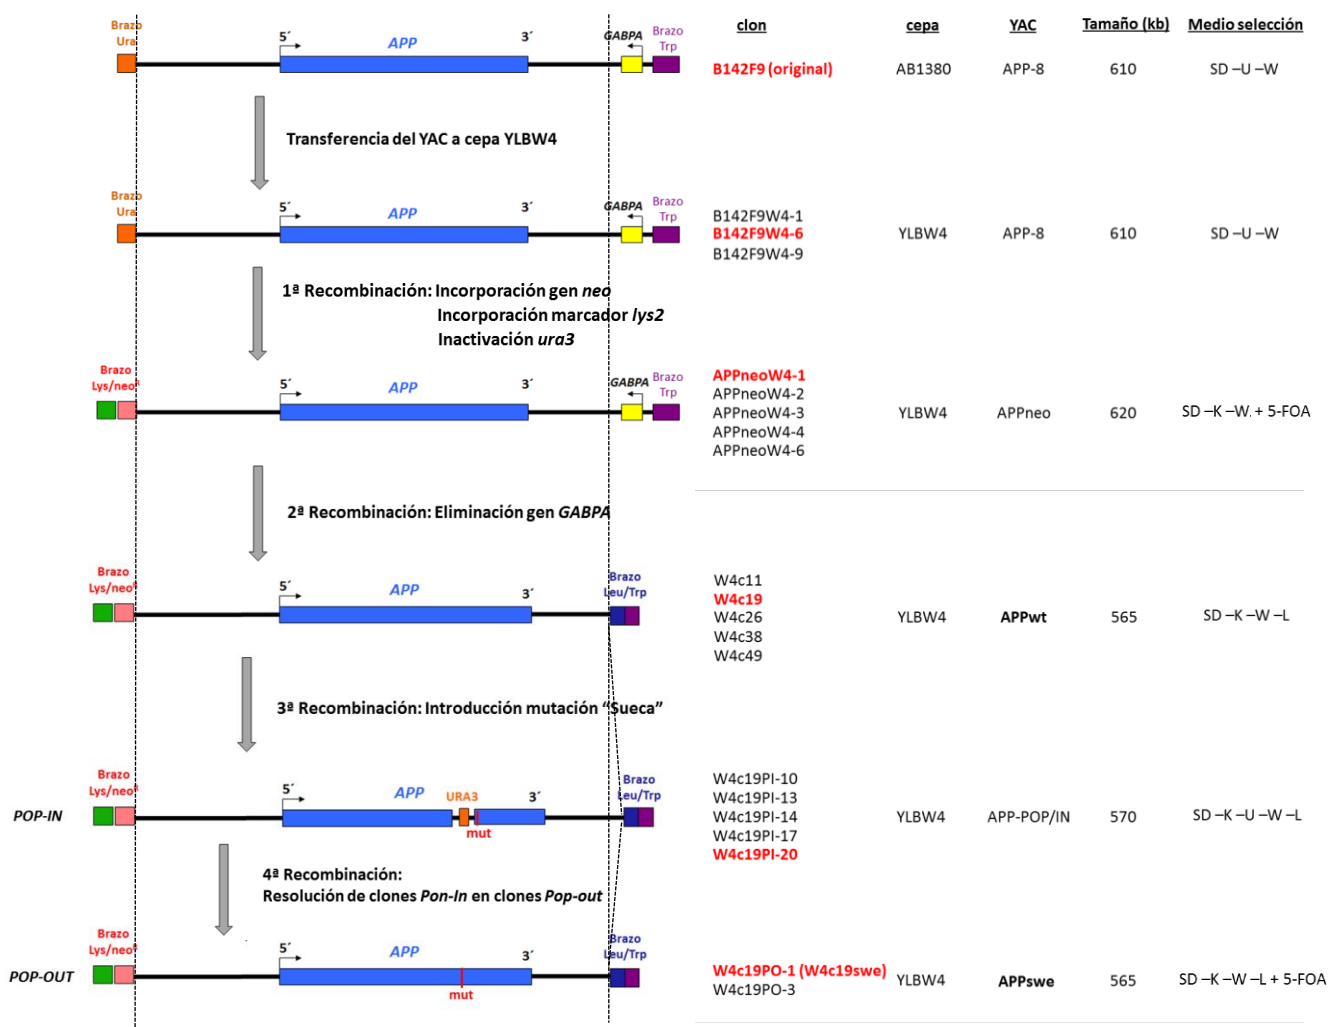 clon cepa YAC Tamaño (kb) Medio selección
Brazo
Ura
5´ APP 3´ GABPA
Brazo
Trp
B142F9 (original) AB1380 APP-8 610 SD –U –W
Transferencia del YAC a cepa YLBW4
Brazo
Ura
5´ APP 3´ GABPA
Brazo
Trp
B142F9W4-1
B142F9W4-6 YLBW4 APP-8 610 SD –U –W
B142F9W4-9
1ª Recombinación: Incorporación gen neo
Incorporación marcador lys2
Inactivación ura3
Brazo
Lys/neoR
5´ APP 3´ GABPA
Brazo
Trp
APPneoW4-1
APPneoW4-2
APPneoW4-3 YLBW4 APPneo 620 SD –K –W. + 5-FOA
APPneoW4-4
APPneoW4-6
2ª Recombinación: Eliminación gen GABPA
Brazo
Lys/neoR
5´ APP 3´
Brazo
Leu/Trp
W4c11
W4c19
W4c26 YLBW4 APPwt 565 SD –K –W –L
W4c38
W4c49
3ª Recombinación: Introducción mutación “Sueca”
POP-IN
Brazo
Lys/neoR
5´ APP URA3 3´
mut
Brazo
Leu/Trp
W4c19PI-10
W4c19PI-13
W4c19PI-14 YLBW4 APP-POP/IN 570 SD –K –U –W –L
W4c19PI-17
W4c19PI-20
4ª Recombinación:
Resolución de clones Pon-In en clones Pop-out
POP-OUT
Brazo
Lys/neoR
5´ APP 3´
mut
Brazo
Leu/Trp
W4c19PO-1 (W4c19swe) YLBW4 APPswe 565 SD –K –W –L + 5-FOA
W4c19PO-3